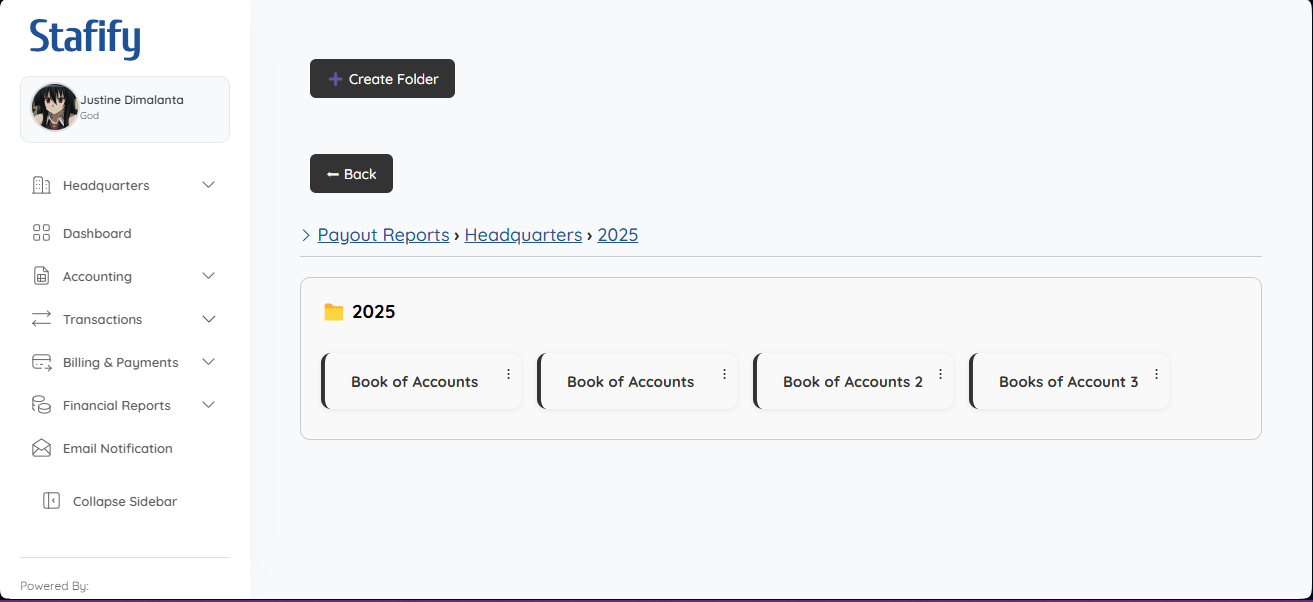 Stafify
Justine Dimalanta
God
Headquarters
Dashboard
Accounting
Transactions
Billing & Payments
Financial Reports
Email Notification
Collapse Sidebar
Powered By:
Create Folder
Back
Payout Reports › Headquarters › 2025
2025
Book of Accounts
Book of Accounts
Book of Accounts 2
Books of Account 3